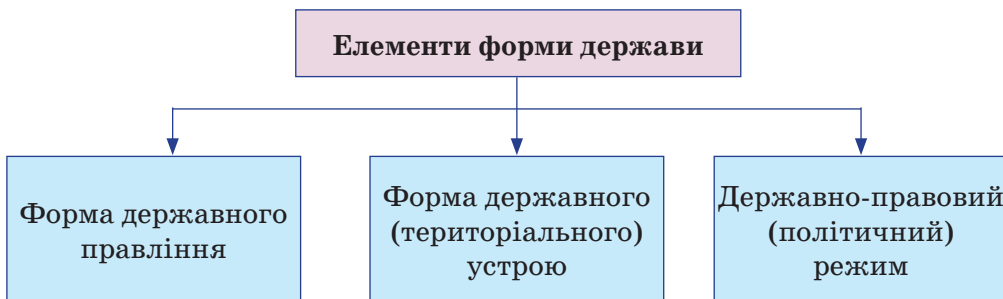 Елементи форми держави
Форма державного
правління
Форма державного
(територіального)
устрою
Державно-правовий
(політичний)
режим